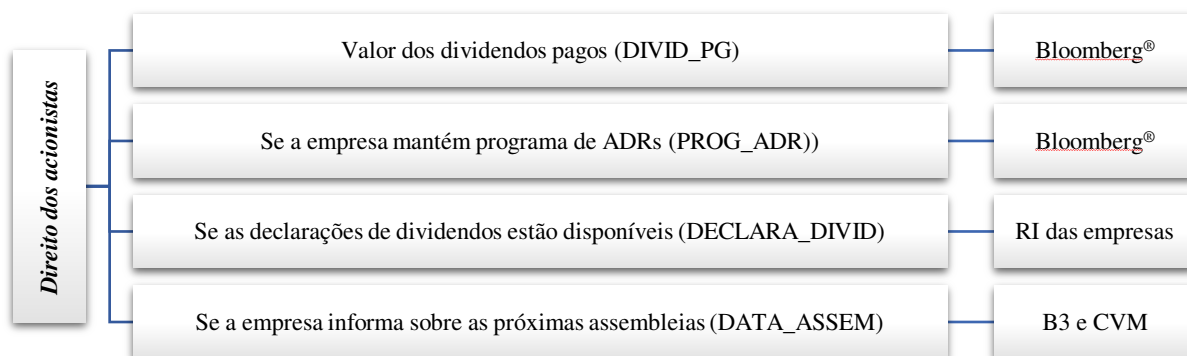 Direito dos acionistas
Valor dos dividendos pagos (DIVID_PG)
Bloomberg®
Se a empresa mantém programa de ADRs (PROG_ADR))
Bloomberg®
Se as declarações de dividendos estão disponíveis (DECLARA_DIVID)
RI das empresas
Se a empresa informa sobre as próximas assembleias (DATA_ASSEM)
B3 e CVM